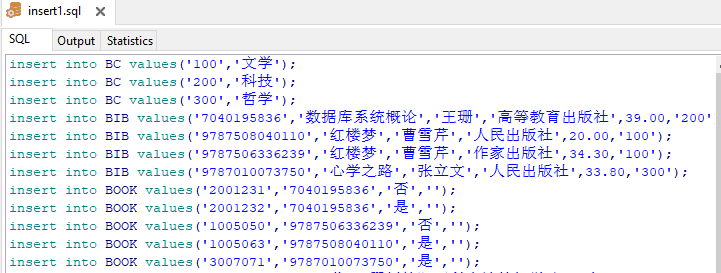 insert1.sql
SQL Output Statistics
insert into BC values('100','文学');
insert into BC values('200','科技');
insert into BC values('300','哲学');
insert into BIB values('7040195836','数据库系统概论','王珊','高等教育出版社',39.00,'200'
insert into BIB values('9787508040110','红楼梦','曹雪芹','人民出版社',20.00,'100');
insert into BIB values('9787506336239','红楼梦','曹雪芹','作家出版社',34.30,'100');
insert into BIB values('9787010073750','心学之路','张立文','人民出版社',33.80,'300');
insert into BOOK values('2001231','7040195836','否','');
insert into BOOK values('2001232','7040195836','是','');
insert into BOOK values('1005050','9787506336239','否','');
insert into BOOK values('1005063','9787508040110','是','');
insert into BOOK values('3007071','9787010073750','是','');